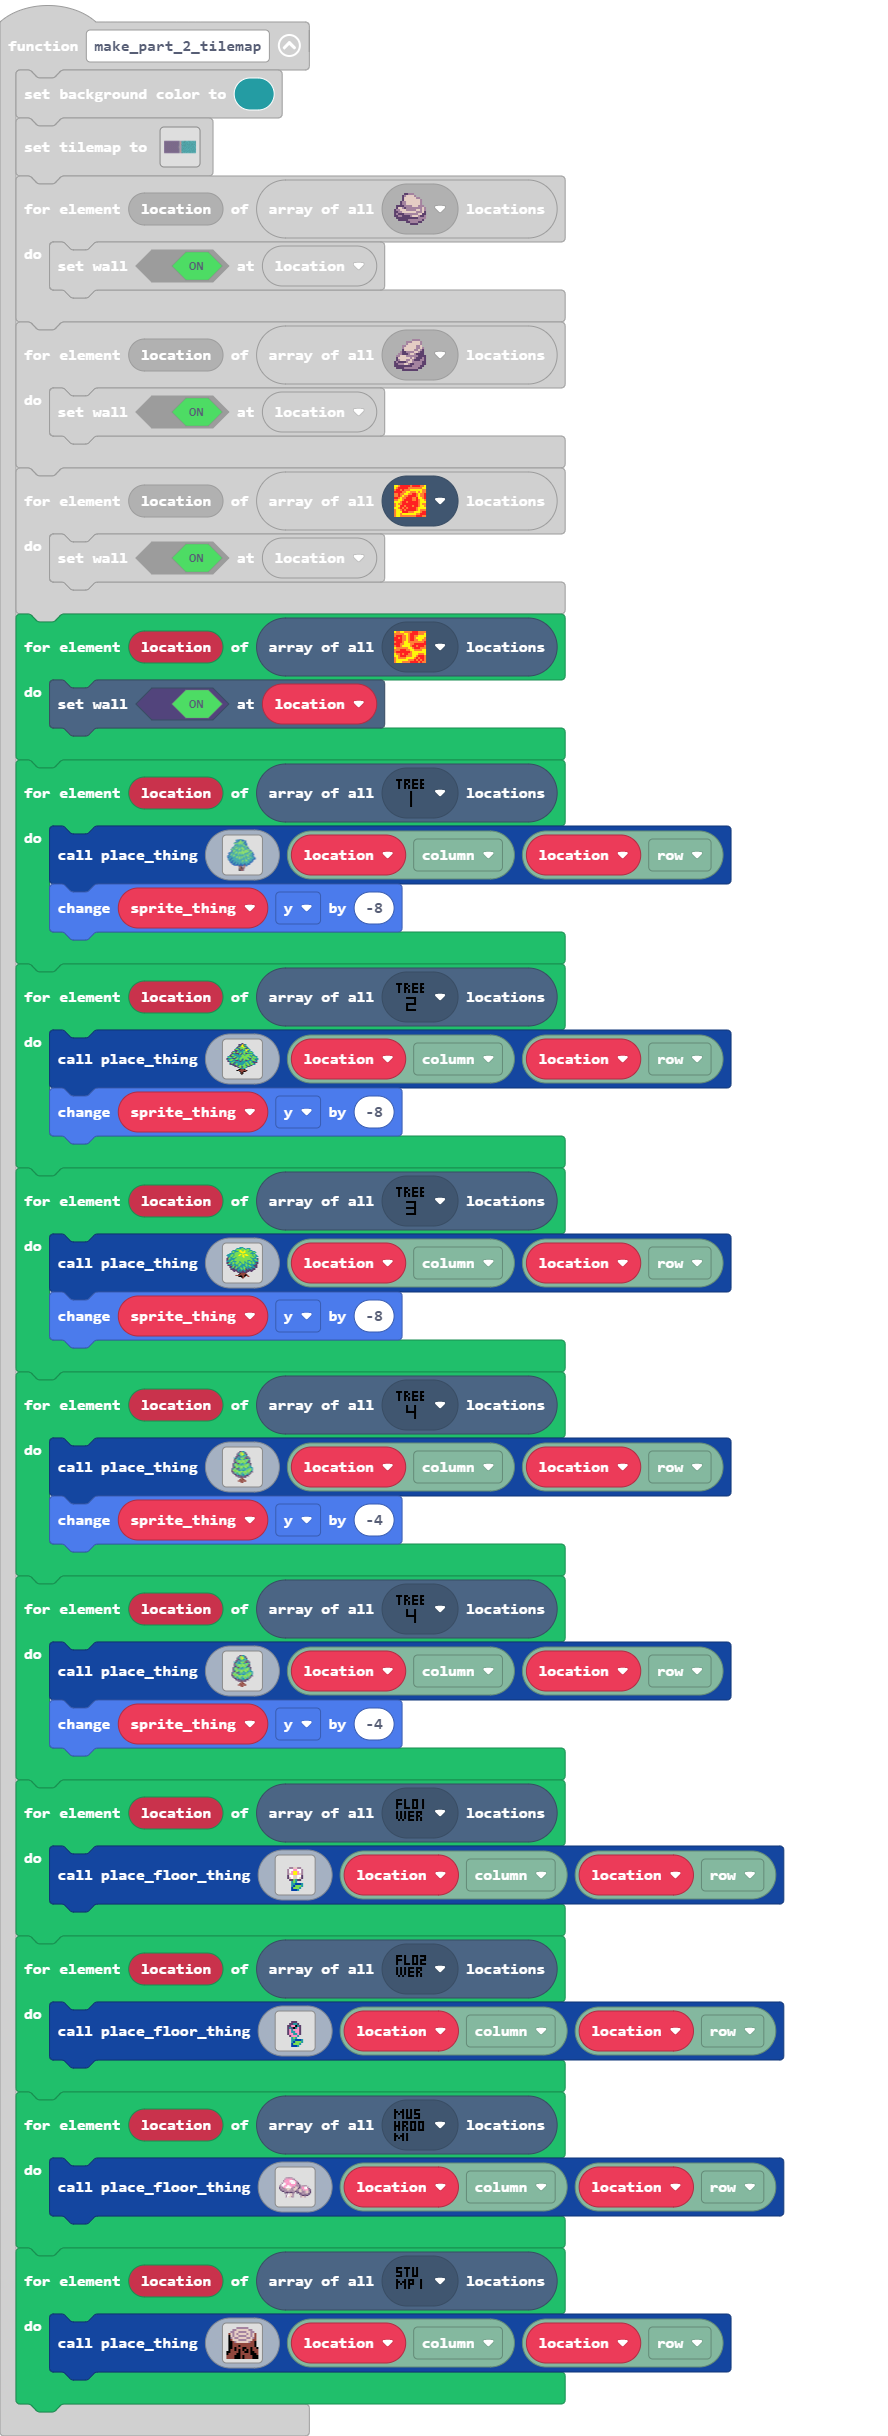 function make_part_2_tilemap
set background color to
set tilemap to
for element location of array of all locations
do set wall ON at location
for element location of array of all locations
do set wall ON at location
for element location of array of all locations
do set wall ON at location
for element location of array of all locations
do set wall ON at location
for element location of array of all TREE 1 locations
do call place_thing location column location row
change sprite_thing y by -8
for element location of array of all TREE 2 locations
do call place_thing location column location row
change sprite_thing y by -8
for element location of array of all TREE 3 locations
do call place_thing location column location row
change sprite_thing y by -8
for element location of array of all TREE 4 locations
do call place_thing location column location row
change sprite_thing y by -4
for element location of array of all TREE 4 locations
do call place_thing location column location row
change sprite_thing y by -4
for element location of array of all FLO1 WER locations
do call place_floor_thing location column location row
for element location of array of all FLO2 WER locations
do call place_floor_thing location column location row
for element location of array of all MUS HROO M1 locations
do call place_floor_thing location column location row
for element location of array of all STU MP1 locations
do call place_thing location column location row